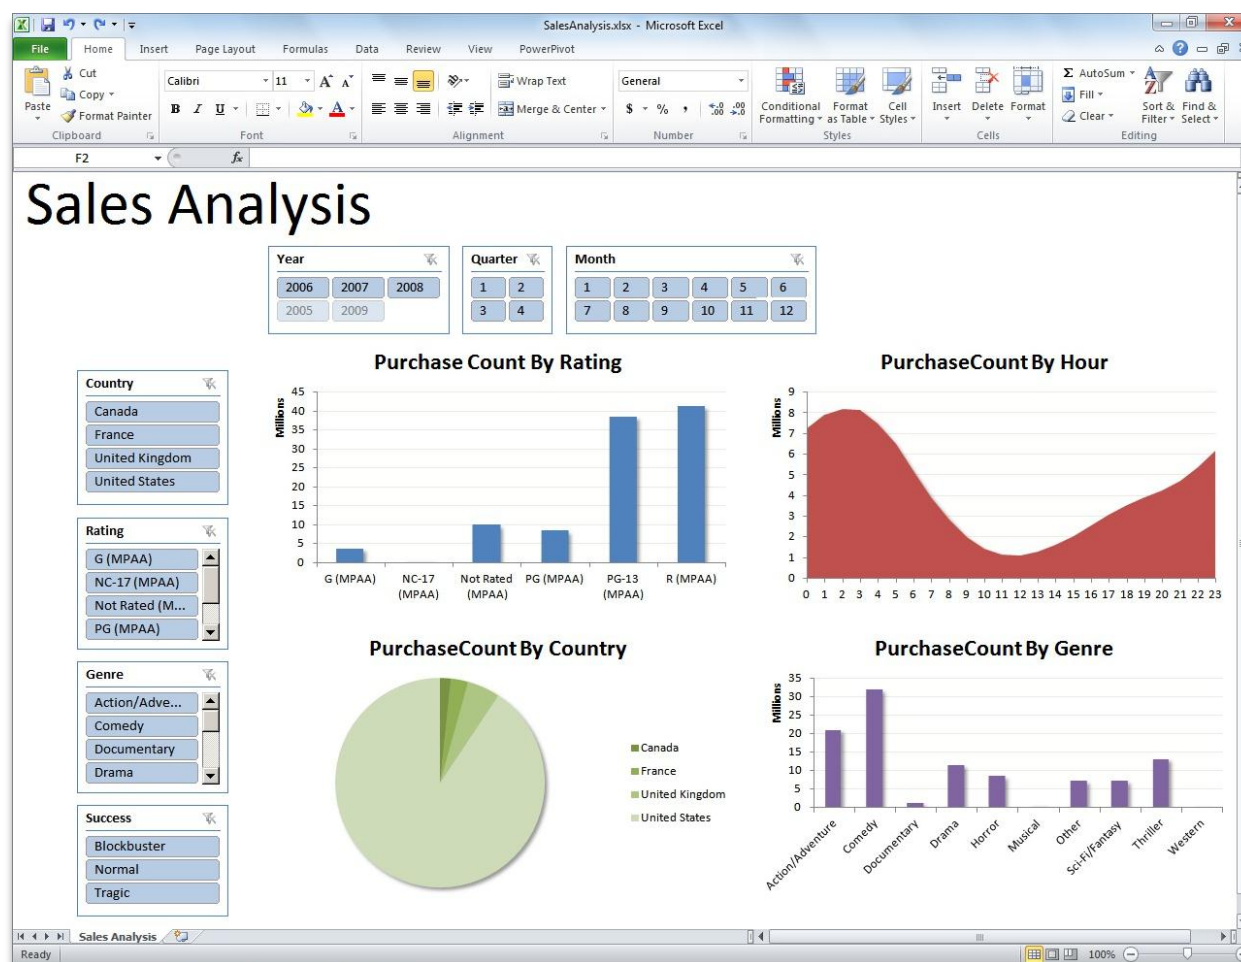 SalesAnalysis.xlsx - Microsoft Excel
File Home Insert Page Layout Formulas Data Review View PowerPivot
Paste
Cut
Copy
Format Painter
Clipboard
Calibri 11
B I U
Font
Wrap Text
Merge & Center
Alignment
General
$ % ,
Number
Conditional Formatting
Format as Table
Cell Styles
Styles
Insert Delete Format
Cells
Σ AutoSum
Fill
Clear
Sort & Filter
Find & Select
Editing
F2 fx
Sales Analysis
Year
2006 2007 2008
2005 2009
Quarter
1 2
3 4
Month
1 2 3 4 5 6
7 8 9 10 11 12
Country
Canada
France
United Kingdom
United States
Rating
G (MPAA)
NC-17 (MPAA)
Not Rated (M...
PG (MPAA)
Genre
Action/Adve...
Comedy
Documentary
Drama
Success
Blockbuster
Normal
Tragic
Purchase Count By Rating
Millions
45
40
35
30
25
20
15
10
5
0
G (MPAA) NC-17 (MPAA) Not Rated (MPAA) PG (MPAA) PG-13 (MPAA) R (MPAA)
PurchaseCount By Hour
Millions
9
8
7
6
5
4
3
2
1
0
0 1 2 3 4 5 6 7 8 9 10 11 12 13 14 15 16 17 18 19 20 21 22 23
PurchaseCount By Country
Canada
France
United Kingdom
United States
PurchaseCount By Genre
Millions
35
30
25
20
15
10
5
0
Action/Adventure Comedy Documentary Drama Horror Musical Other Sci-Fi/Fantasy Thriller Western
Sales Analysis
Ready 100%